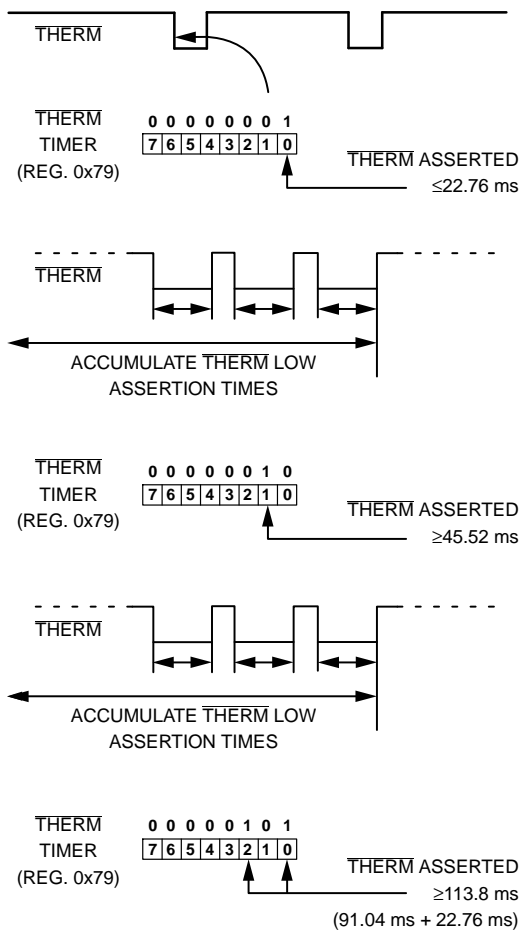 THERM
THERM
TIMER
(REG. 0x79)
0 0 0 0 0 0 0 1
7 6 5 4 3 2 1 0
THERM ASSERTED
≤22.76 ms
THERM
ACCUMULATE THERM LOW
ASSERTION TIMES
THERM
TIMER
(REG. 0x79)
0 0 0 0 0 0 1 0
7 6 5 4 3 2 1 0
THERM ASSERTED
≥45.52 ms
THERM
ACCUMULATE THERM LOW
ASSERTION TIMES
THERM
TIMER
(REG. 0x79)
0 0 0 0 0 1 0 1
7 6 5 4 3 2 1 0
THERM ASSERTED
≥113.8 ms
(91.04 ms + 22.76 ms)